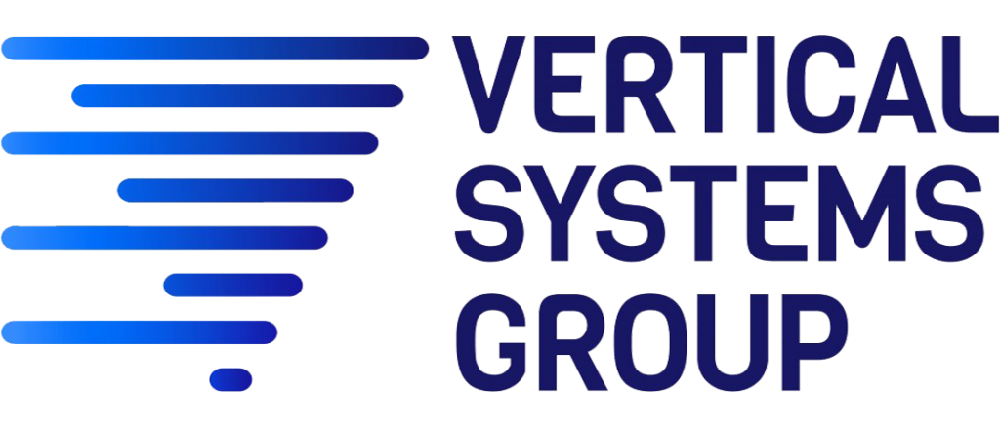 VERTICAL
SYSTEMS
GROUP